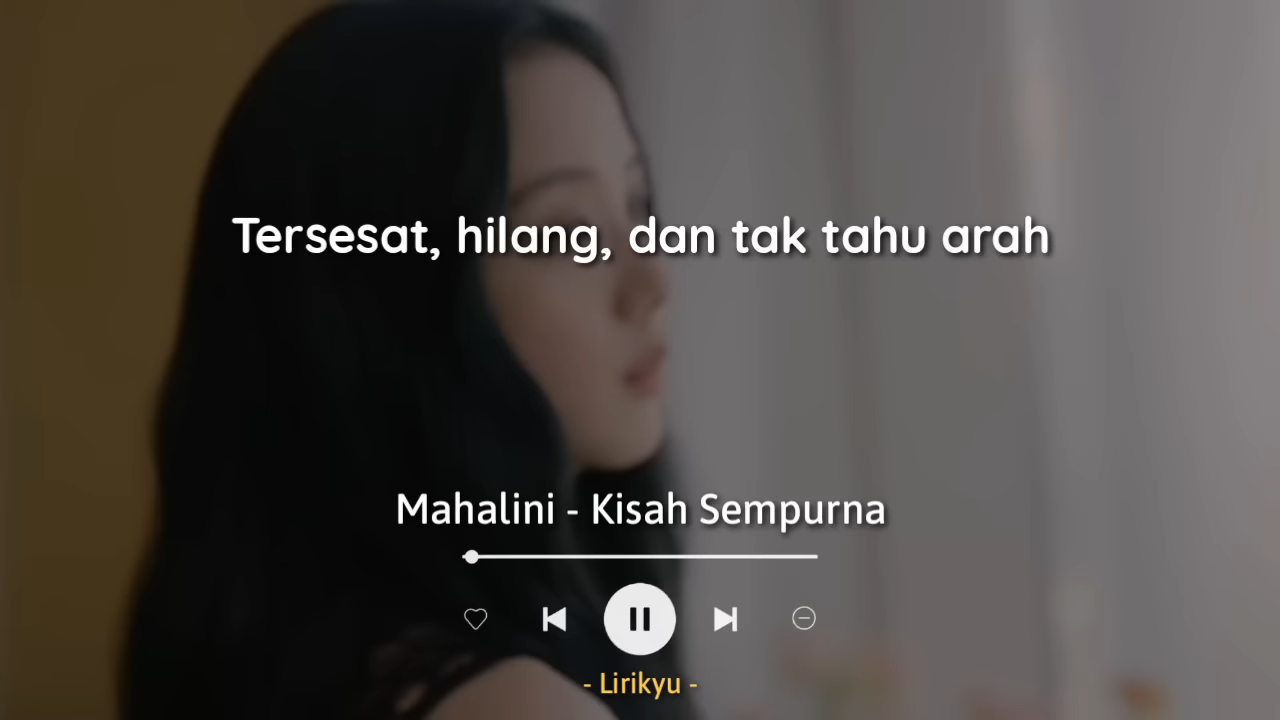 Tersesat, hilang, dan tak tahu arah
Mahalini - Kisah Sempurna
- Lirikyu -